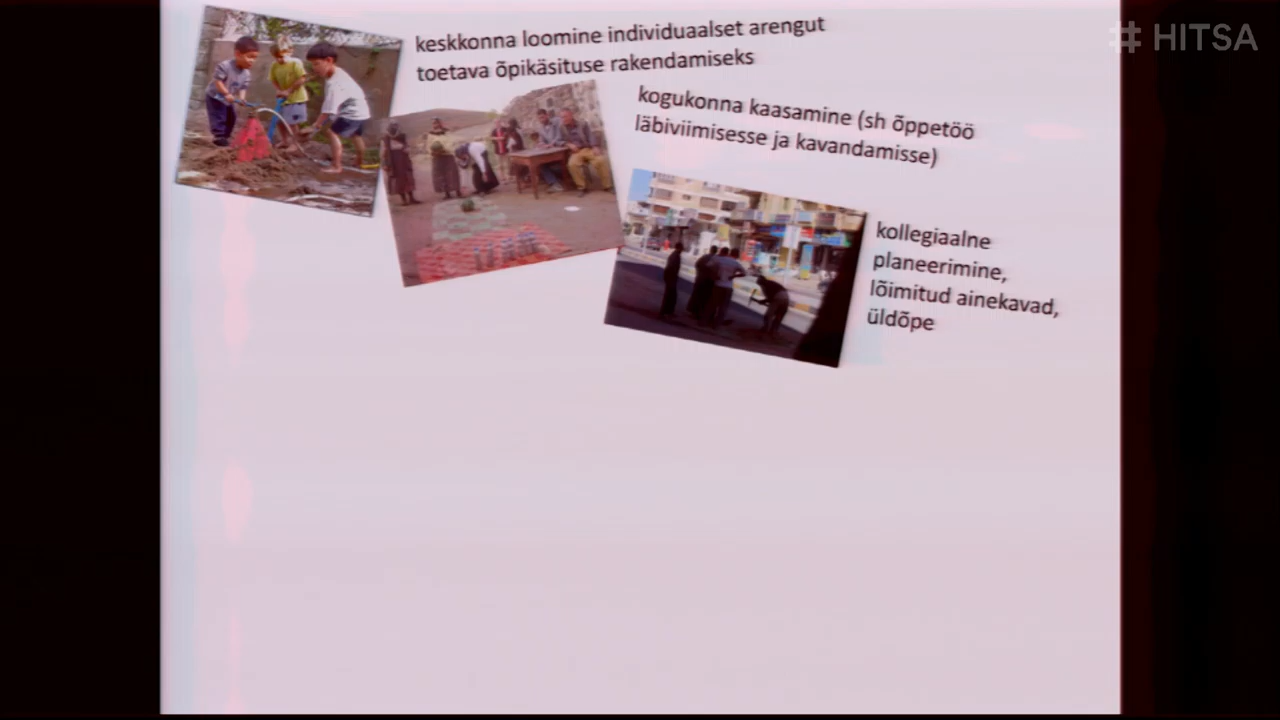 # HITSA
keskkonna loomine individuaalset arengut
toetava õpikäsituse rakendamiseks
kogukonna kaasamine (sh õppetöö
läbiviimisesse ja kavandamisse)
kollegiaalne
planeerimine,
lõimitud ainekavad,
üldõpe